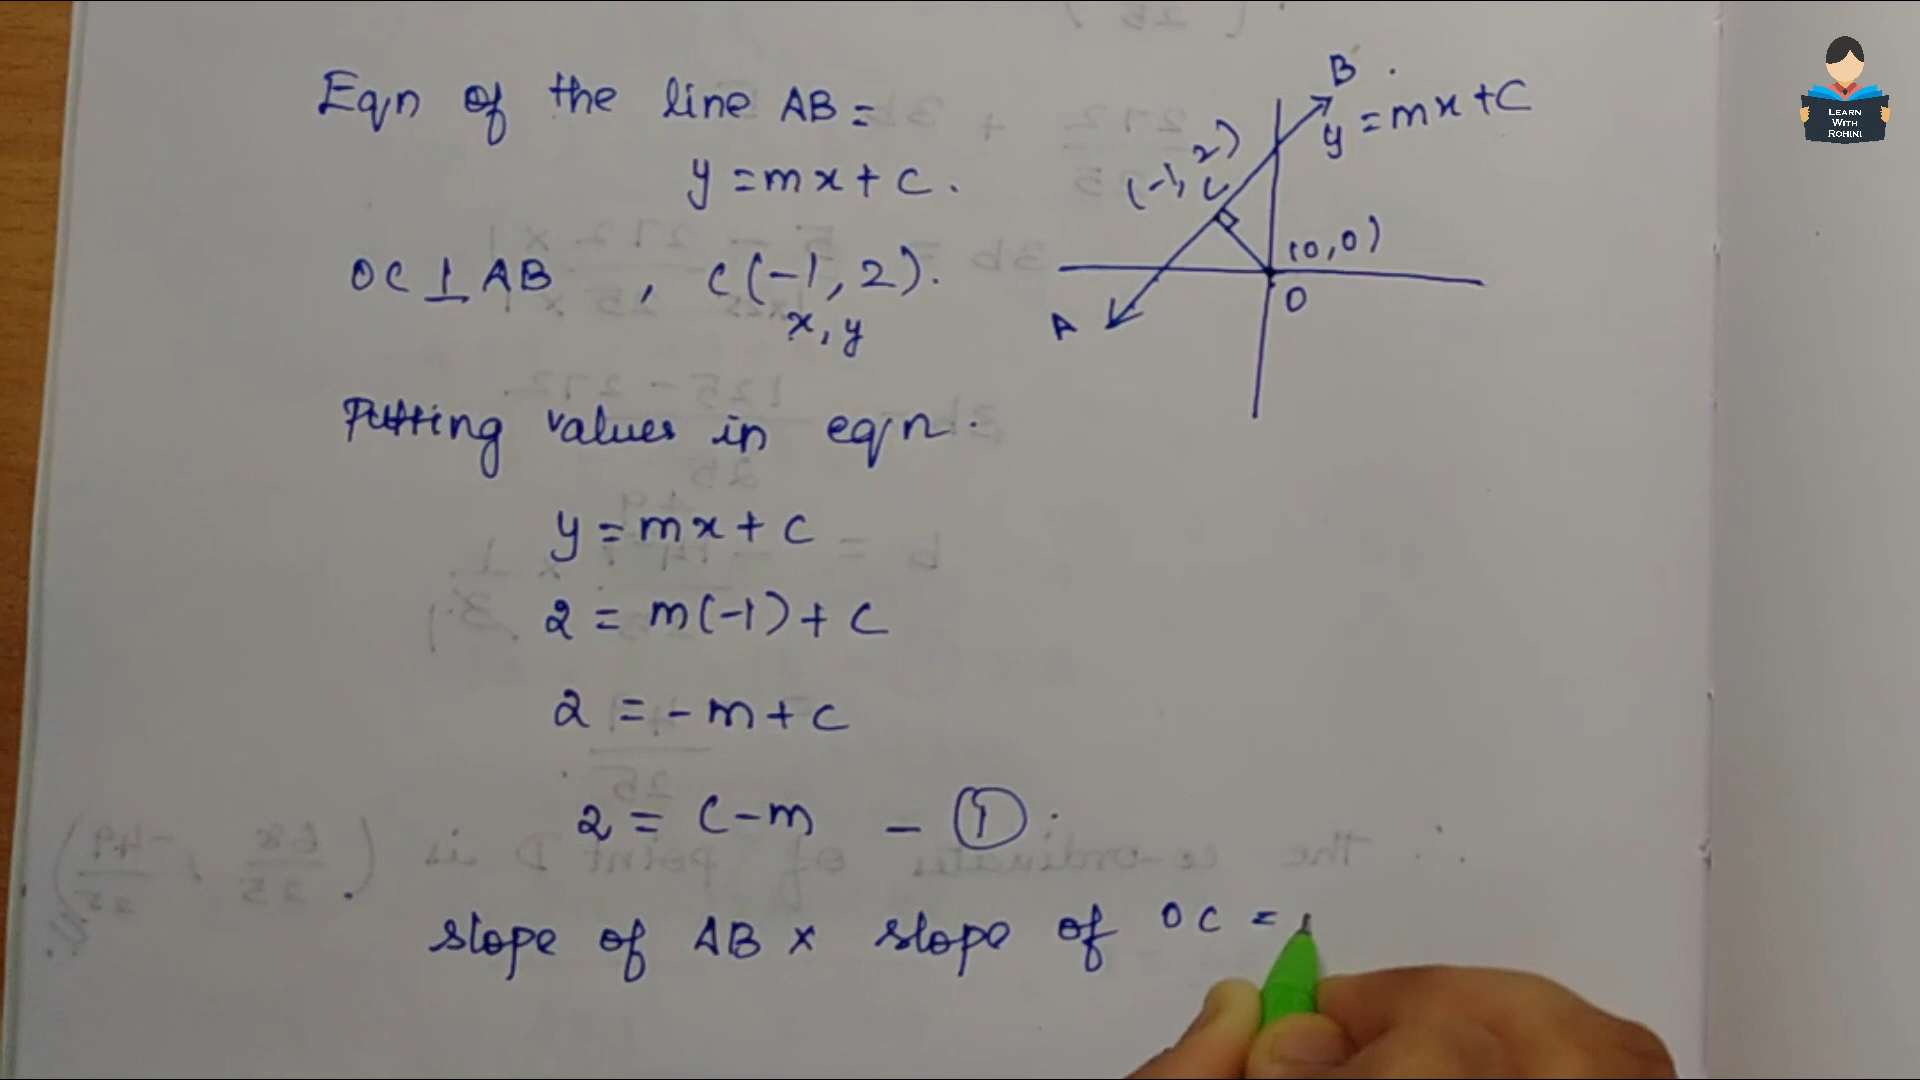 Eqn of the line AB =
y = mx + c.
OC ⊥ AB , C(-1, 2).
x, y
Putting values in eqn.
y = mx + c
2 = m(-1) + c
2 = -m + c
2 = c - m - ①.
slope of AB × slope of OC =
B
y = mx + c
(-1, 2)
C
(0,0)
O
A
LEARN
WITH
ROHINI